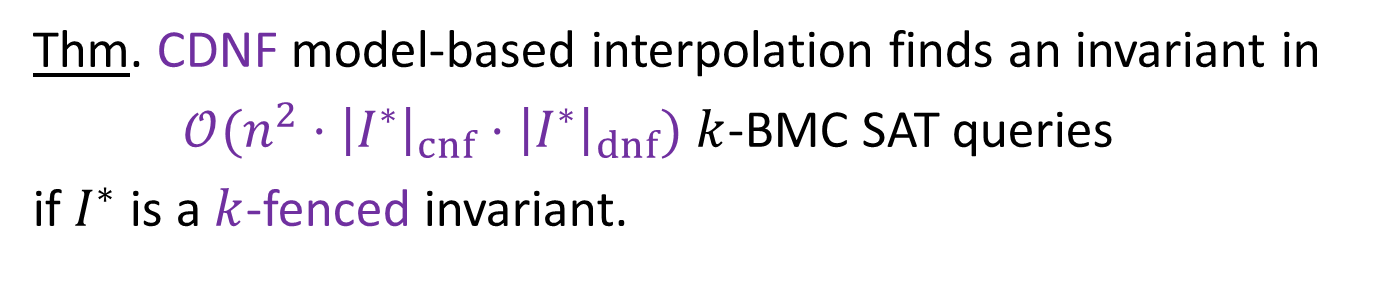 Thm. CDNF model-based interpolation finds an invariant in
𝒪(n² · |I*|cnf · |I*|dnf) k-BMC SAT queries
if I* is a k-fenced invariant.